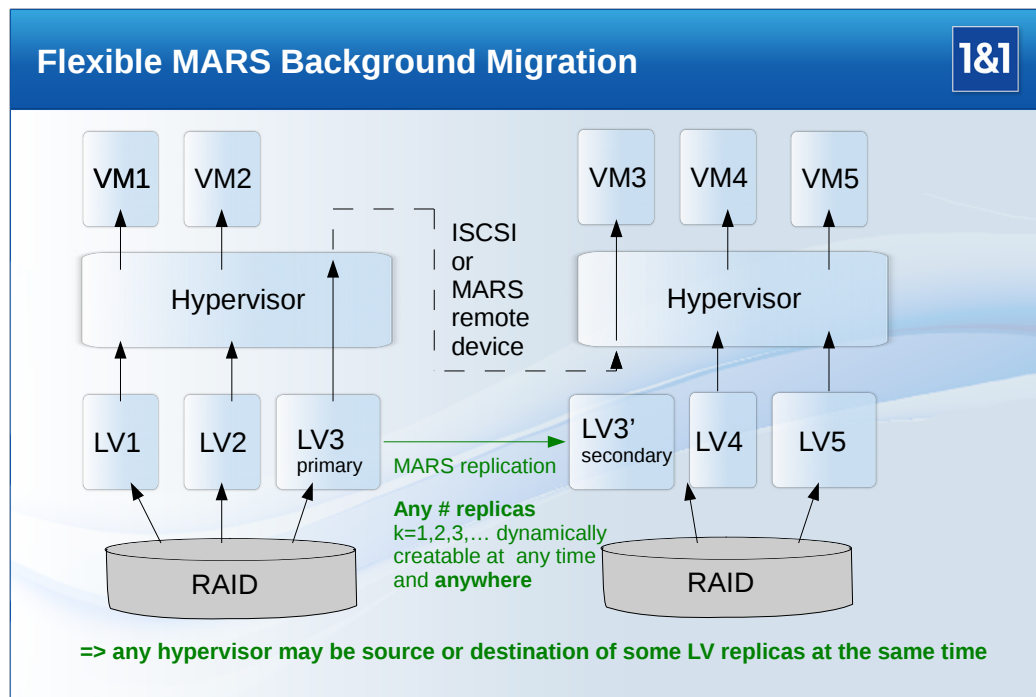 Flexible MARS Background Migration
1&1
VM1
VM2
VM3
VM4
VM5
ISCSI
or
MARS
remote
device
Hypervisor
Hypervisor
LV1
LV2
LV3
primary
LV3’
secondary
LV4
LV5
MARS replication
Any # replicas
k=1,2,3,… dynamically
creatable at any time
and anywhere
RAID
RAID
=> any hypervisor may be source or destination of some LV replicas at the same time